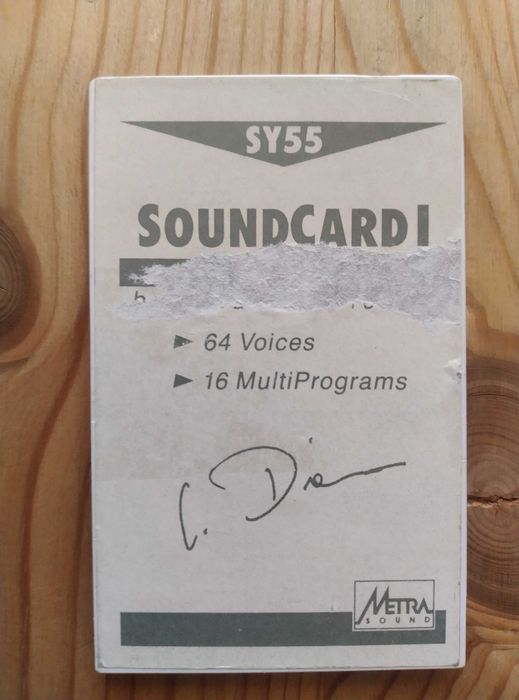 SY55
SOUNDCARD I
► 64 Voices
► 16 MultiPrograms
METRA
SOUND